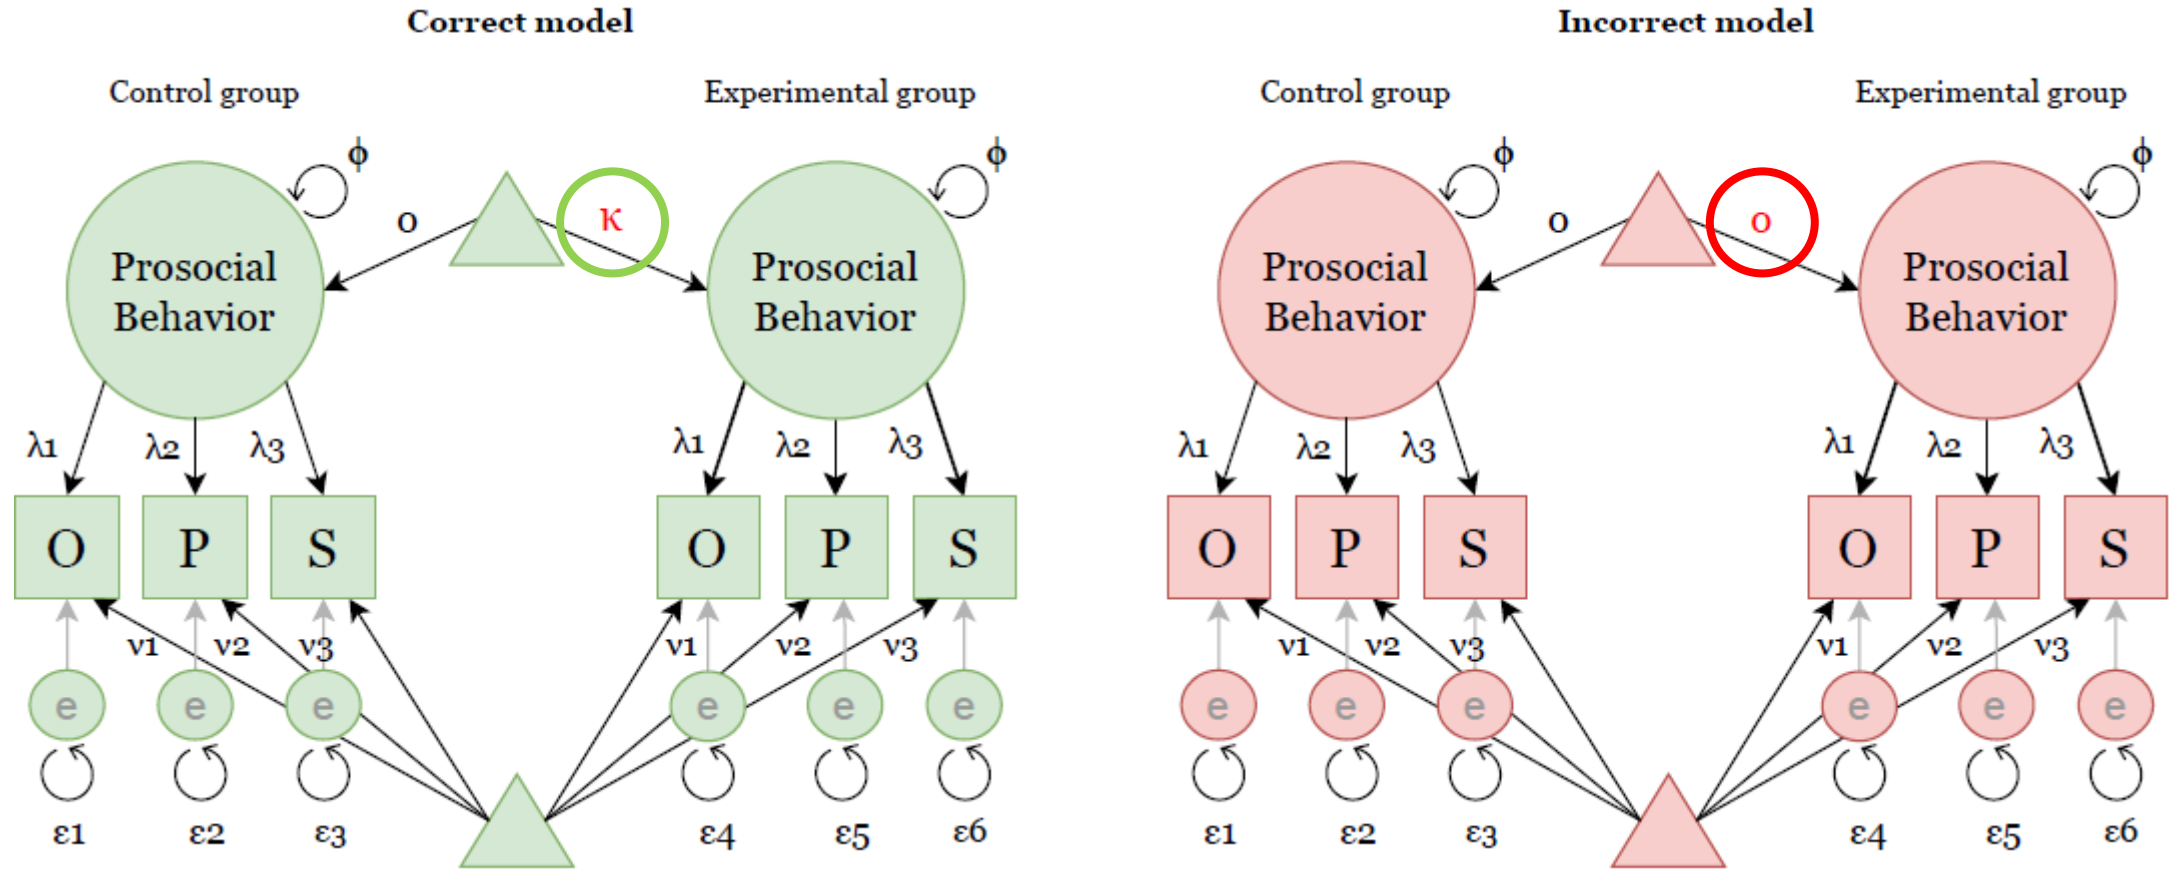 Correct model
Incorrect model
Control group
Experimental group
Control group
Experimental group
ϕ
ϕ
ϕ
ϕ
0
κ
0
0
Prosocial
Behavior
Prosocial
Behavior
Prosocial
Behavior
Prosocial
Behavior
λ1 λ2 λ3
λ1 λ2 λ3
λ1 λ2 λ3
λ1 λ2 λ3
O P S
O P S
O P S
O P S
ν1 ν2 ν3
ν1 ν2 ν3
ν1 ν2 ν3
ν1 ν2 ν3
e e e
e e e
e e e
e e e
ε1 ε2 ε3
ε4 ε5 ε6
ε1 ε2 ε3
ε4 ε5 ε6